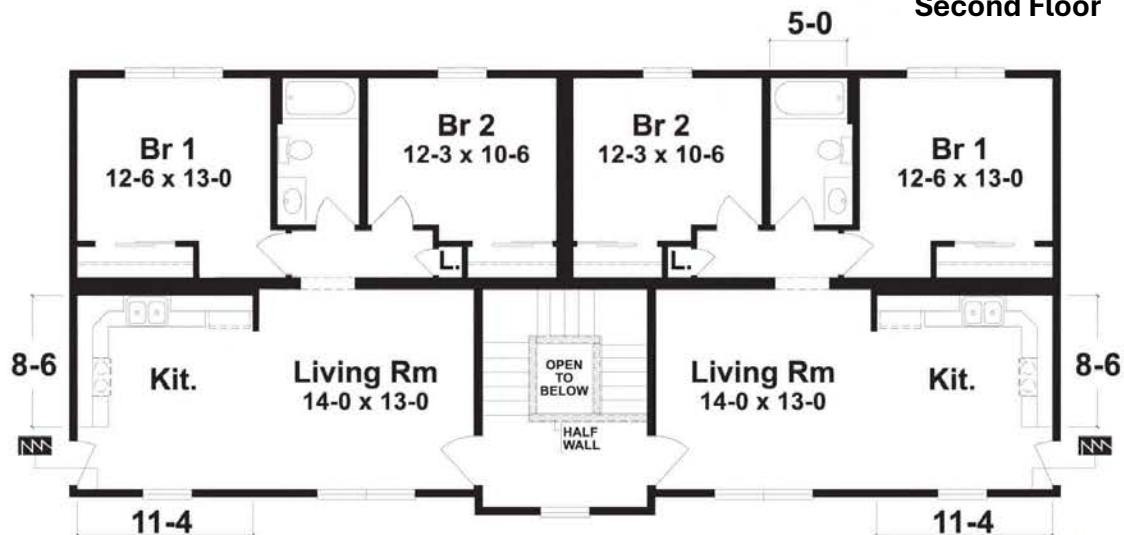 Second Floor
5-0
Br 1
12-6 x 13-0
Br 2
12-3 x 10-6
Br 2
12-3 x 10-6
Br 1
12-6 x 13-0
L.
L.
8-6
Kit.
Living Rm
14-0 x 13-0
OPEN
TO
BELOW
HALF
WALL
Living Rm
14-0 x 13-0
Kit.
8-6
11-4
11-4